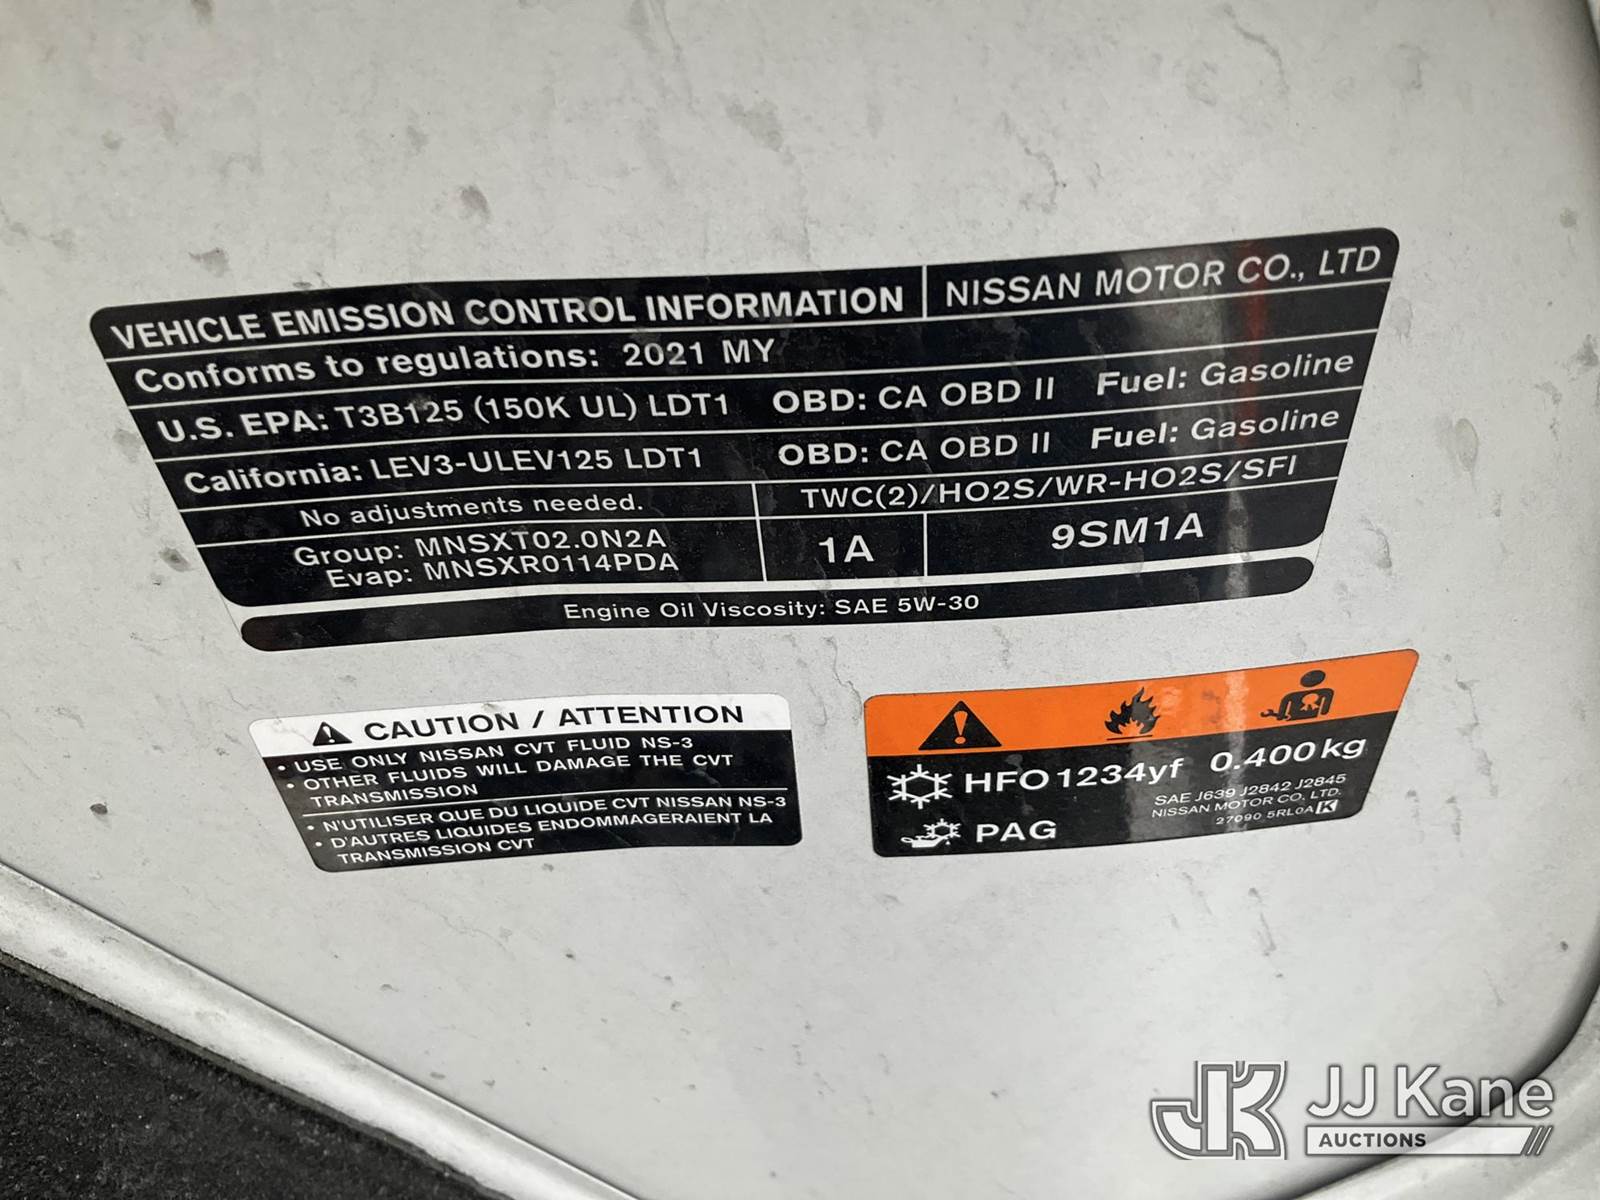 VEHICLE EMISSION CONTROL INFORMATION NISSAN MOTOR CO., LTD
Conforms to regulations: 2021 MY
U.S. EPA: T3B125 (150K UL) LDT1 OBD: CA OBD II Fuel: Gasoline
California: LEV3-ULEV125 LDT1 OBD: CA OBD II Fuel: Gasoline
No adjustments needed. TWC(2)/HO2S/WR-HO2S/SFI
Group: MNSXT02.0N2A
Evap: MNSXR0114PDA
1A 9SM1A
Engine Oil Viscosity: SAE 5W-30
CAUTION / ATTENTION
• USE ONLY NISSAN CVT FLUID NS-3
• OTHER FLUIDS WILL DAMAGE THE CVT
TRANSMISSION
• N'UTILISER QUE DU LIQUIDE CVT NISSAN NS-3
• D'AUTRES LIQUIDES ENDOMMAGERAIENT LA
TRANSMISSION CVT
HFO1234yf 0.400kg
SAE J639 J2842 J2845
NISSAN MOTOR CO., LTD.
27090 5RL0A K
PAG
JK JJ Kane
AUCTIONS